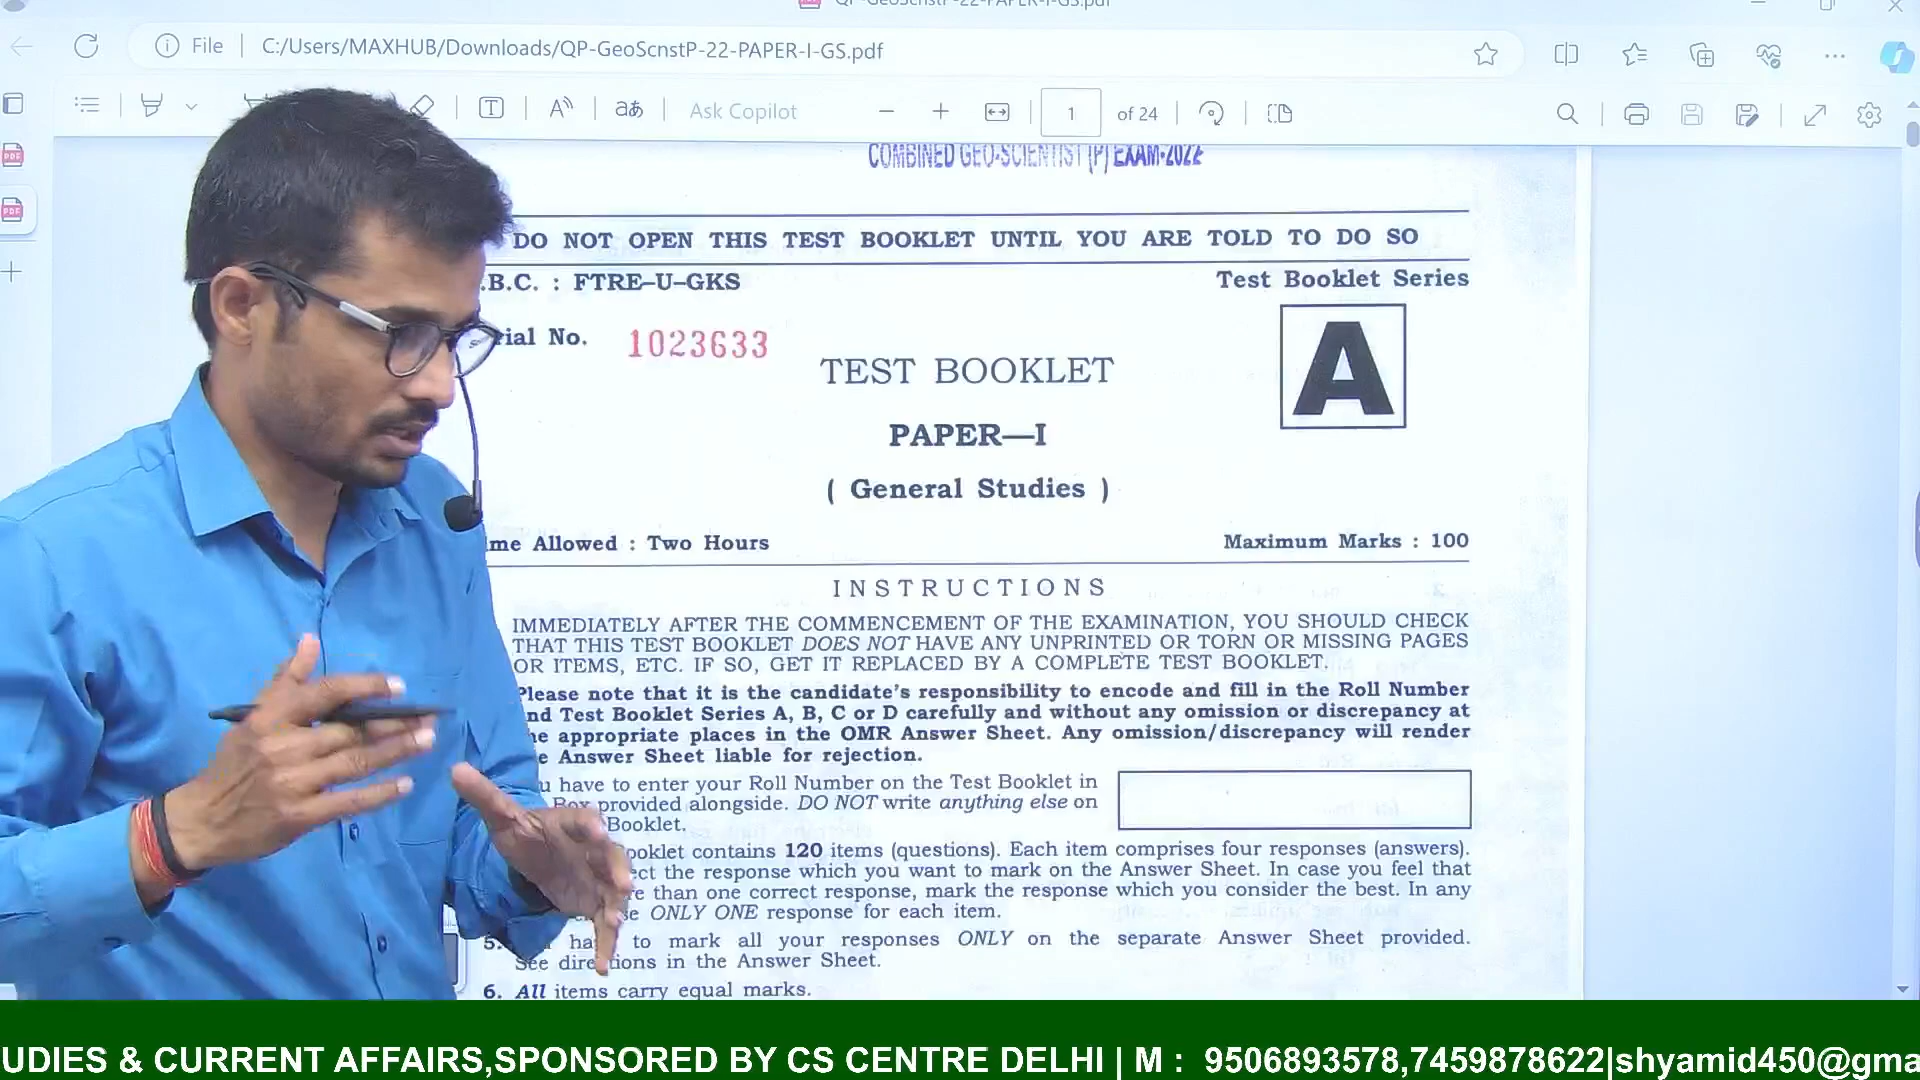 File
C:/Users/MAXHUB/Downloads/QP-GeoScnstP-22-PAPER-I-GS.pdf
Ask Copilot
1 of 24
COMBINED GEO-SCIENTIST (P) EXAM-2022
DO NOT OPEN THIS TEST BOOKLET UNTIL YOU ARE TOLD TO DO SO
.B.C. : FTRE–U–GKS
Test Booklet Series
rial No. 1023633
A
TEST BOOKLET
PAPER—I
( General Studies )
me Allowed : Two Hours
Maximum Marks : 100
INSTRUCTIONS
IMMEDIATELY AFTER THE COMMENCEMENT OF THE EXAMINATION, YOU SHOULD CHECK
THAT THIS TEST BOOKLET DOES NOT HAVE ANY UNPRINTED OR TORN OR MISSING PAGES
OR ITEMS, ETC. IF SO, GET IT REPLACED BY A COMPLETE TEST BOOKLET.
Please note that it is the candidate's responsibility to encode and fill in the Roll Number
nd Test Booklet Series A, B, C or D carefully and without any omission or discrepancy at
he appropriate places in the OMR Answer Sheet. Any omission/discrepancy will render
e Answer Sheet liable for rejection.
u have to enter your Roll Number on the Test Booklet in
Box provided alongside. DO NOT write anything else on
Booklet.
ooklet contains 120 items (questions). Each item comprises four responses (answers).
ect the response which you want to mark on the Answer Sheet. In case you feel that
re than one correct response, mark the response which you consider the best. In any
se ONLY ONE response for each item.
5. ha to mark all your responses ONLY on the separate Answer Sheet provided.
See directions in the Answer Sheet.
6. All items carry equal marks.
UDIES & CURRENT AFFAIRS,SPONSORED BY CS CENTRE DELHI | M : 9506893578,7459878622|shyamid450@gma